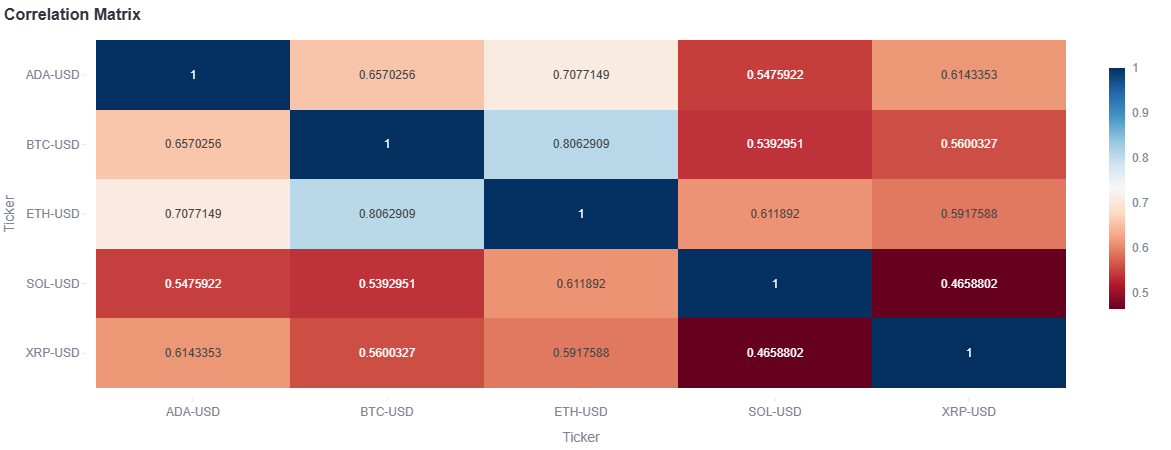 Correlation Matrix
ADA-USD 1 0.6570256 0.7077149 0.5475922 0.6143353
BTC-USD 0.6570256 1 0.8062909 0.5392951 0.5600327
ETH-USD 0.7077149 0.8062909 1 0.611892 0.5917588
SOL-USD 0.5475922 0.5392951 0.611892 1 0.4658802
XRP-USD 0.6143353 0.5600327 0.5917588 0.4658802 1
Ticker
ADA-USD BTC-USD ETH-USD SOL-USD XRP-USD
Ticker
1
0.9
0.8
0.7
0.6
0.5